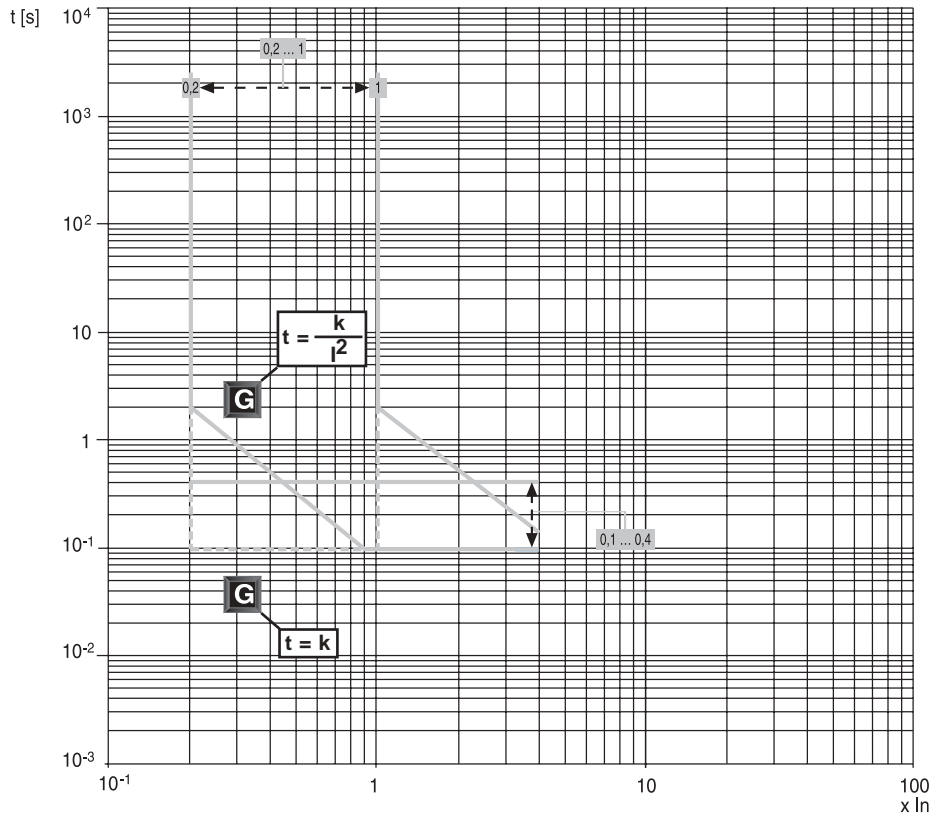 t [s]
10⁴
0,2 ... 1
0,2
1
10³
10²
t = k / I²
10
G
1
10⁻¹
0,1 ... 0,4
G
t = k
10⁻²
10⁻³
10⁻¹
1
10
100
x In